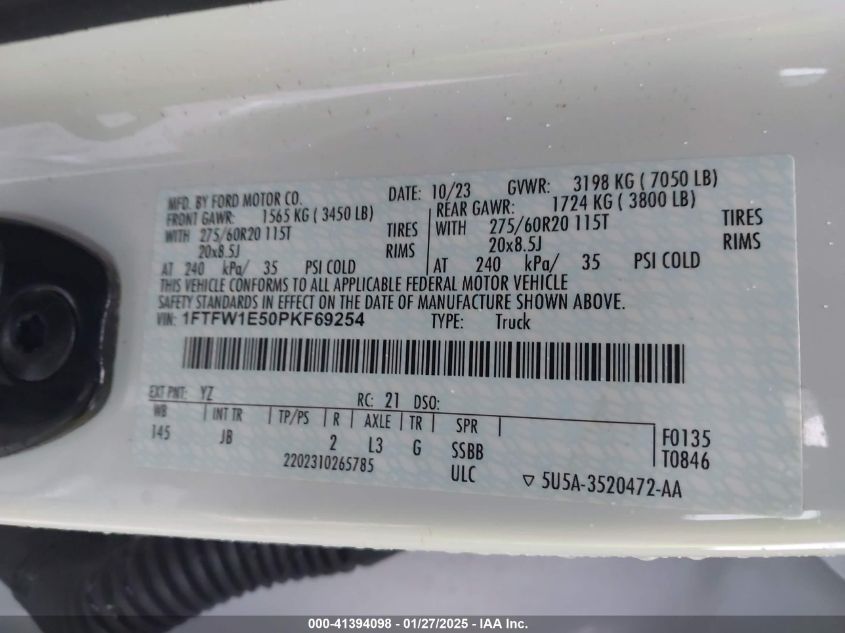 MFD. BY FORD MOTOR CO. DATE: 10/23 GVWR: 3198 KG ( 7050 LB)
FRONT GAWR: 1565 KG ( 3450 LB) REAR GAWR: 1724 KG ( 3800 LB)
WITH 275/60R20 115T TIRES WITH 275/60R20 115T TIRES
20x8.5J RIMS 20x8.5J RIMS
AT 240 kPa/ 35 PSI COLD AT 240 kPa/ 35 PSI COLD
THIS VEHICLE CONFORMS TO ALL APPLICABLE FEDERAL MOTOR VEHICLE
SAFETY STANDARDS IN EFFECT ON THE DATE OF MANUFACTURE SHOWN ABOVE.
VIN: 1FTFW1E50PKF69254 TYPE: Truck
EXT PNT: YZ RC: 21 DSO:
WB INT TR TP/PS R AXLE TR SPR F0135
145 JB 2 L3 G SSBB T0846
2202310265785 ULC 5U5A-3520472-AA
000-41394098 - 01/27/2025 - IAA Inc.